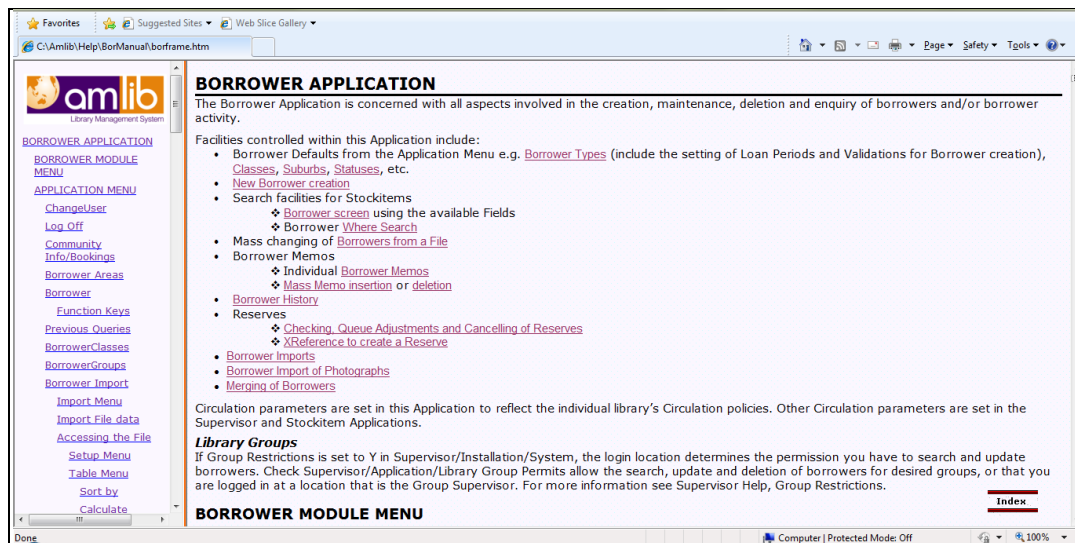 Favorites Suggested Sites ▾ Web Slice Gallery ▾
C:\Amlib\Help\BorManual\borframe.htm Page ▾ Safety ▾ Tools ▾
amlib
Library Management System
BORROWER APPLICATION
BORROWER MODULE
MENU
APPLICATION MENU
ChangeUser
Log Off
Community
Info/Bookings
Borrower Areas
Borrower
Function Keys
Previous Queries
BorrowerClasses
BorrowerGroups
Borrower Import
Import Menu
Import File data
Accessing the File
Setup Menu
Table Menu
Sort by
Calculate
BORROWER APPLICATION
The Borrower Application is concerned with all aspects involved in the creation, maintenance, deletion and enquiry of borrowers and/or borrower
activity.
Facilities controlled within this Application include:
• Borrower Defaults from the Application Menu e.g. Borrower Types (include the setting of Loan Periods and Validations for Borrower creation),
Classes, Suburbs, Statuses, etc.
• New Borrower creation
• Search facilities for Stockitems
❖ Borrower screen using the available Fields
❖ Borrower Where Search
• Mass changing of Borrowers from a File
• Borrower Memos
❖ Individual Borrower Memos
❖ Mass Memo insertion or deletion
• Borrower History
• Reserves
❖ Checking, Queue Adjustments and Cancelling of Reserves
❖ XReference to create a Reserve
• Borrower Imports
• Borrower Import of Photographs
• Merging of Borrowers
Circulation parameters are set in this Application to reflect the individual library's Circulation policies. Other Circulation parameters are set in the
Supervisor and Stockitem Applications.
Library Groups
If Group Restrictions is set to Y in Supervisor/Installation/System, the login location determines the permission you have to search and update
borrowers. Check Supervisor/Application/Library Group Permits allow the search, update and deletion of borrowers for desired groups, or that you
are logged in at a location that is the Group Supervisor. For more information see Supervisor Help, Group Restrictions.
Index
BORROWER MODULE MENU
Done Computer | Protected Mode: Off 100% ▾